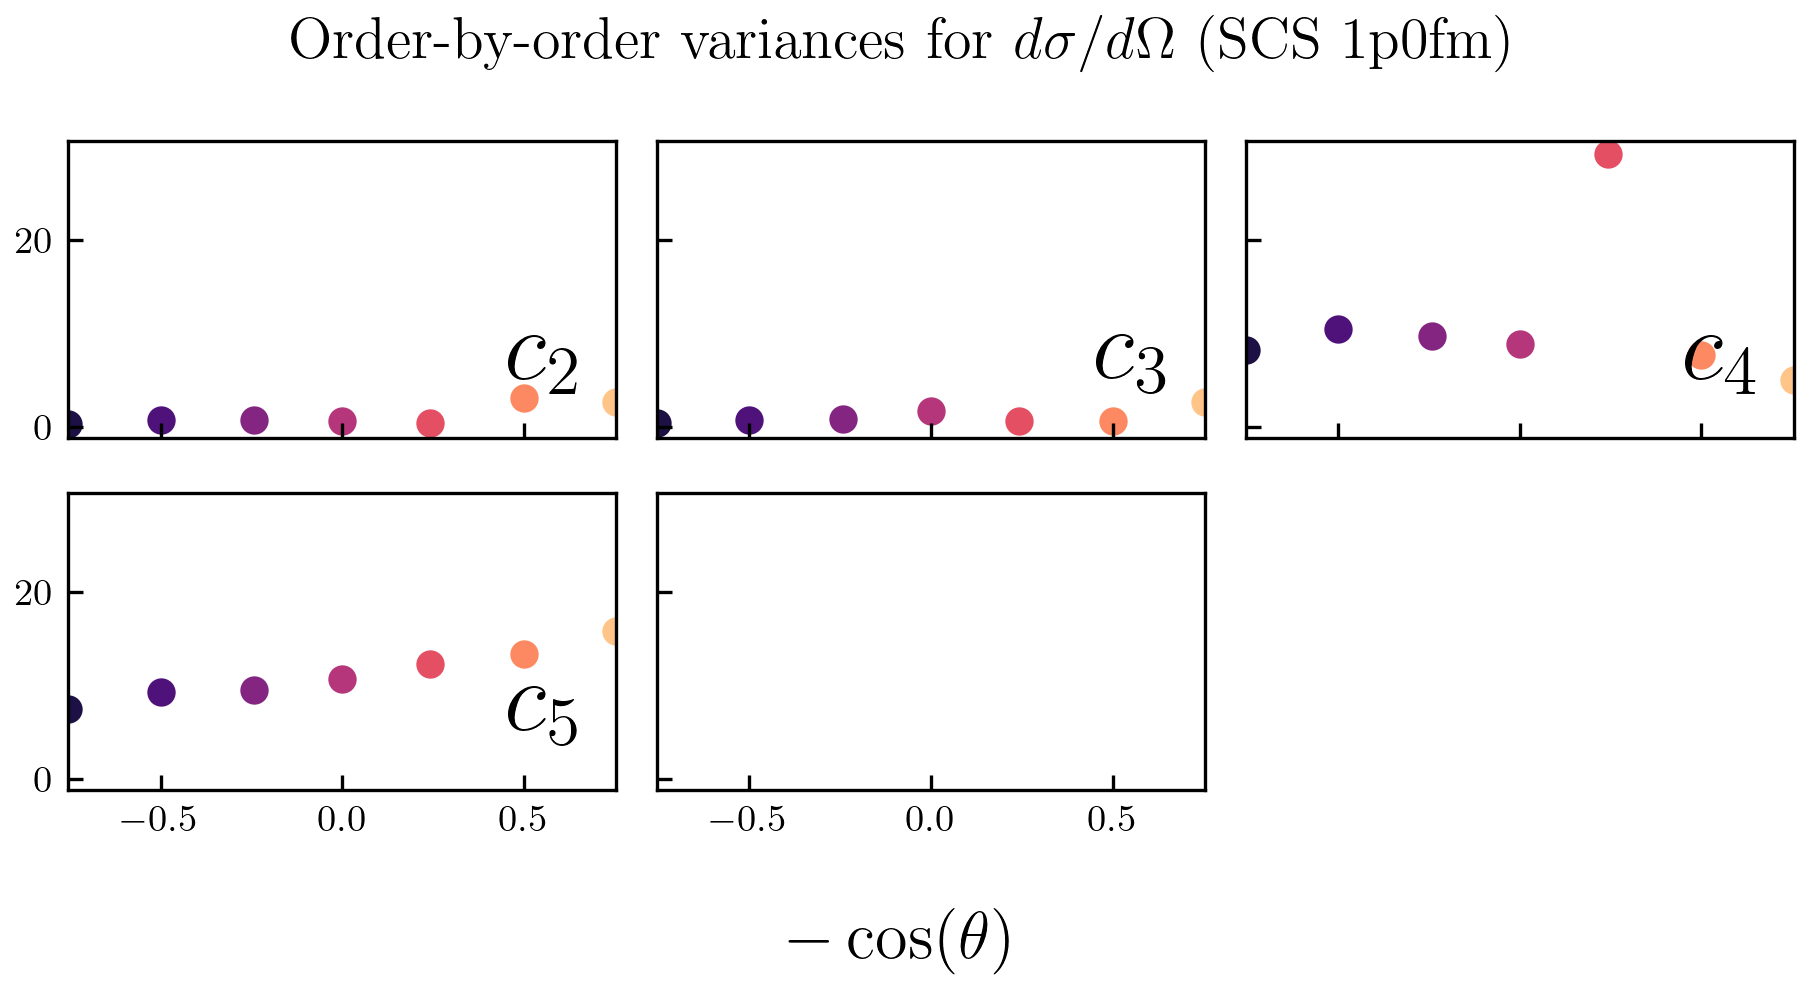 Order-by-order variances for dσ/dΩ (SCS 1p0fm)
20
0
c₂
c₃
c₄
20
0
c₅
−0.5 0.0 0.5
−0.5 0.0 0.5
− cos(θ)